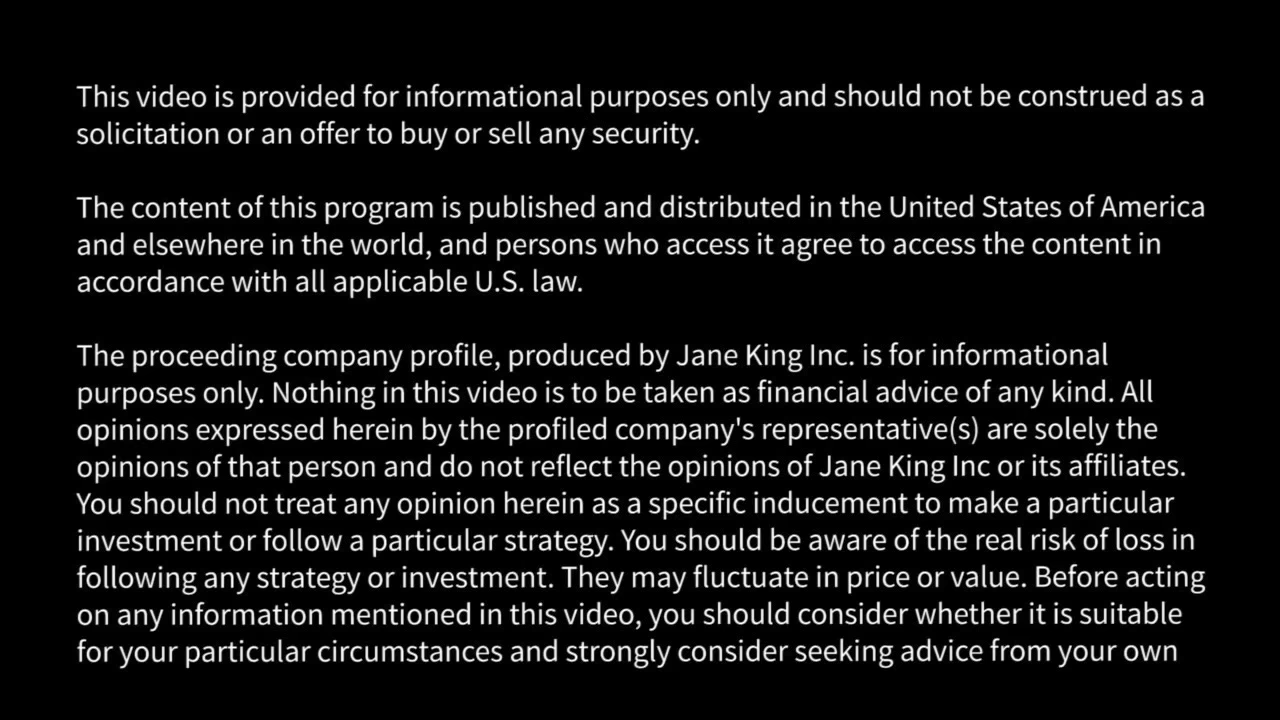 This video is provided for informational purposes only and should not be construed as a
solicitation or an offer to buy or sell any security.
The content of this program is published and distributed in the United States of America
and elsewhere in the world, and persons who access it agree to access the content in
accordance with all applicable U.S. law.
The proceeding company profile, produced by Jane King Inc. is for informational
purposes only. Nothing in this video is to be taken as financial advice of any kind. All
opinions expressed herein by the profiled company's representative(s) are solely the
opinions of that person and do not reflect the opinions of Jane King Inc or its affiliates.
You should not treat any opinion herein as a specific inducement to make a particular
investment or follow a particular strategy. You should be aware of the real risk of loss in
following any strategy or investment. They may fluctuate in price or value. Before acting
on any information mentioned in this video, you should consider whether it is suitable
for your particular circumstances and strongly consider seeking advice from your own